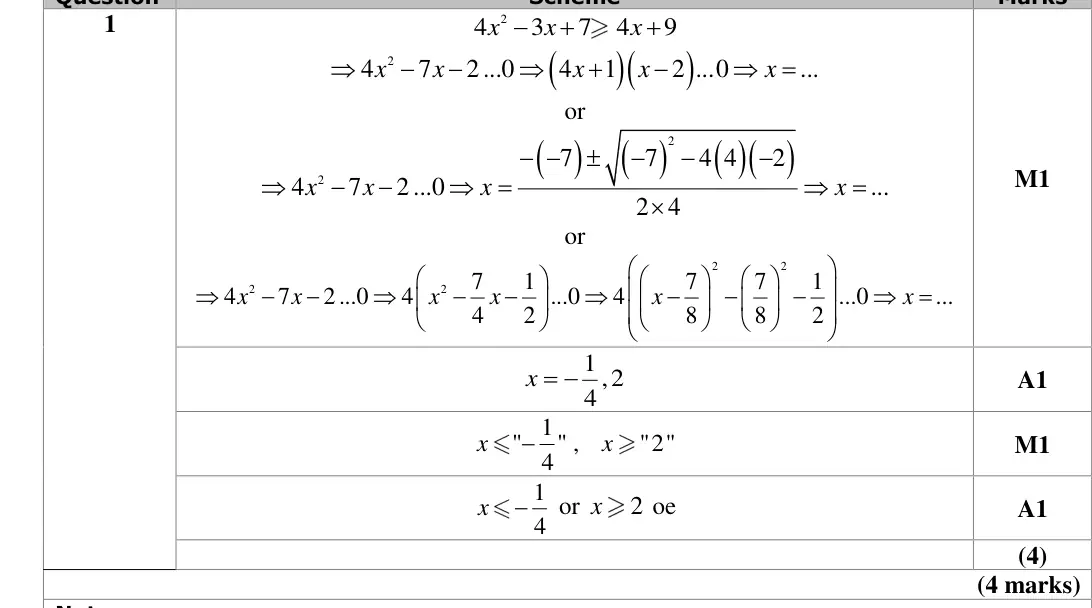 Question Scheme Marks
1
4x² − 3x + 7 ⩾ 4x + 9
⇒ 4x² − 7x − 2 ...0 ⇒ (4x + 1)(x − 2)...0 ⇒ x = ...
or
⇒ 4x² − 7x − 2 ...0 ⇒ x = (−(−7) ± √((−7)² − 4(4)(−2)))/(2×4) ⇒ x = ...
M1
or
⇒ 4x² − 7x − 2 ...0 ⇒ 4(x² − 7/4 x − 1/2)...0 ⇒ 4((x − 7/8)² − (7/8)² − 1/2)...0 ⇒ x = ...
x = −1/4, 2 A1
x ⩽ "−1/4", x ⩾ "2" M1
x ⩽ −1/4 or x ⩾ 2 oe A1
(4)
(4 marks)